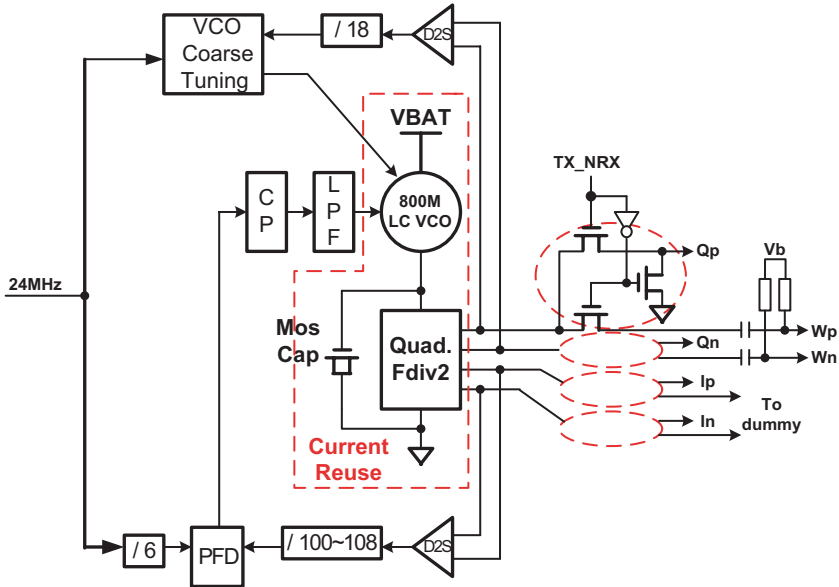 VCO
Coarse
Tuning
/ 18
D2S
VBAT
TX_NRX
C
P
L
P
F
800M
LC VCO
Qp
Vb
24MHz
Mos
Cap
Quad.
Fdiv2
Wp
Qn
Wn
Ip
To
dummy
In
Current
Reuse
/ 6
PFD
/ 100~108
D2S